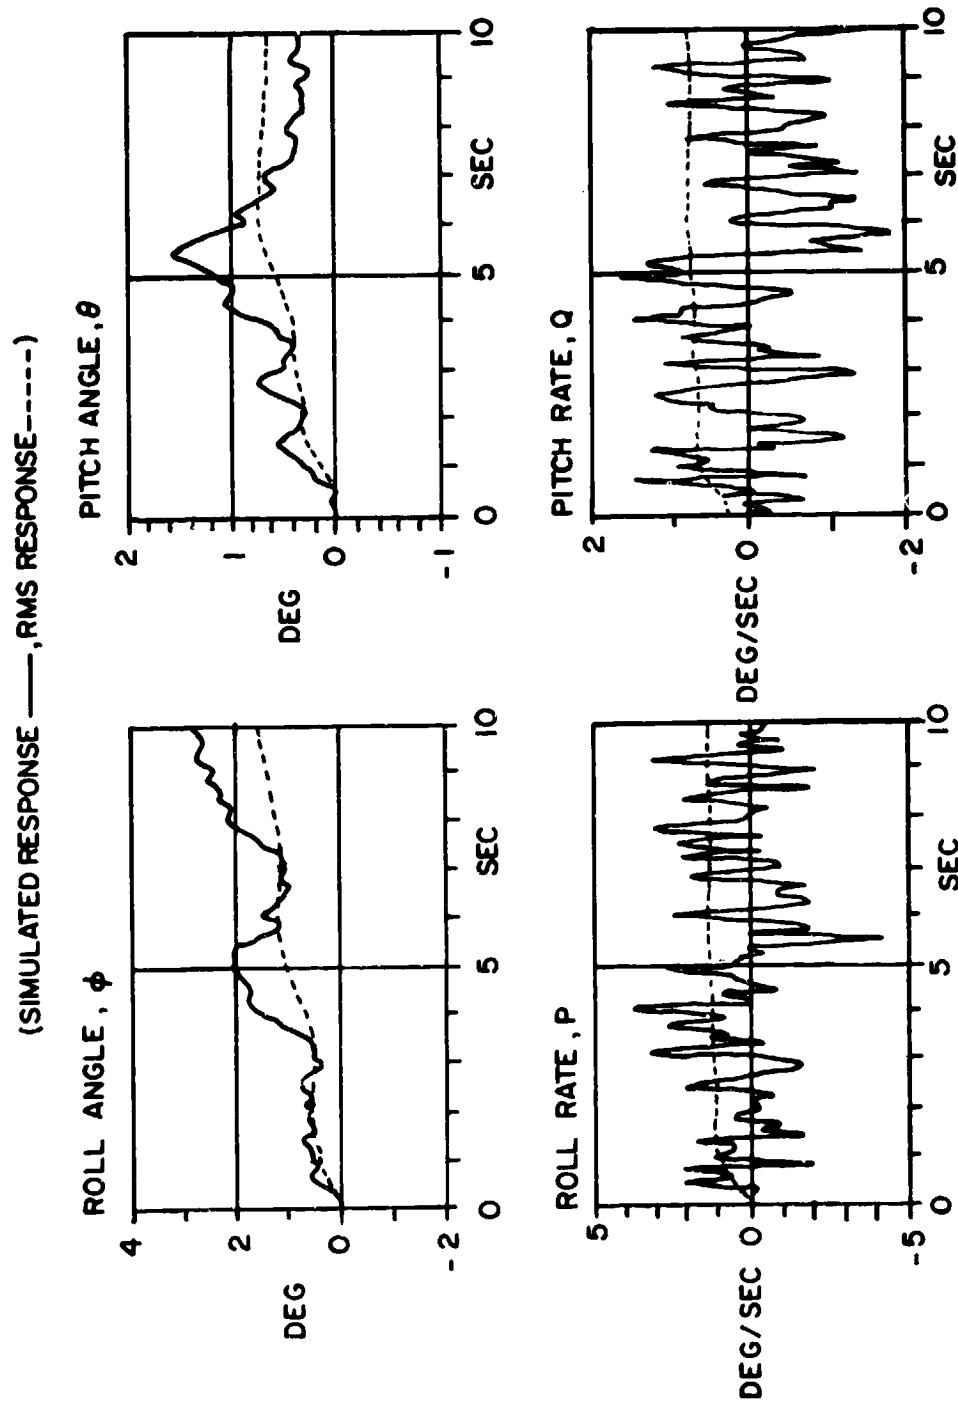 (SIMULATED RESPONSE ——, RMS RESPONSE-----)
ROLL ANGLE, ϕ
4
2
0
-2
DEG
0
5
SEC
10
PITCH ANGLE, θ
2
1
0
-1
DEG
0
5
SEC
10
ROLL RATE, P
5
0
-5
DEG/SEC
0
5
SEC
10
PITCH RATE, Q
2
0
-2
DEG/SEC
0
5
SEC
10